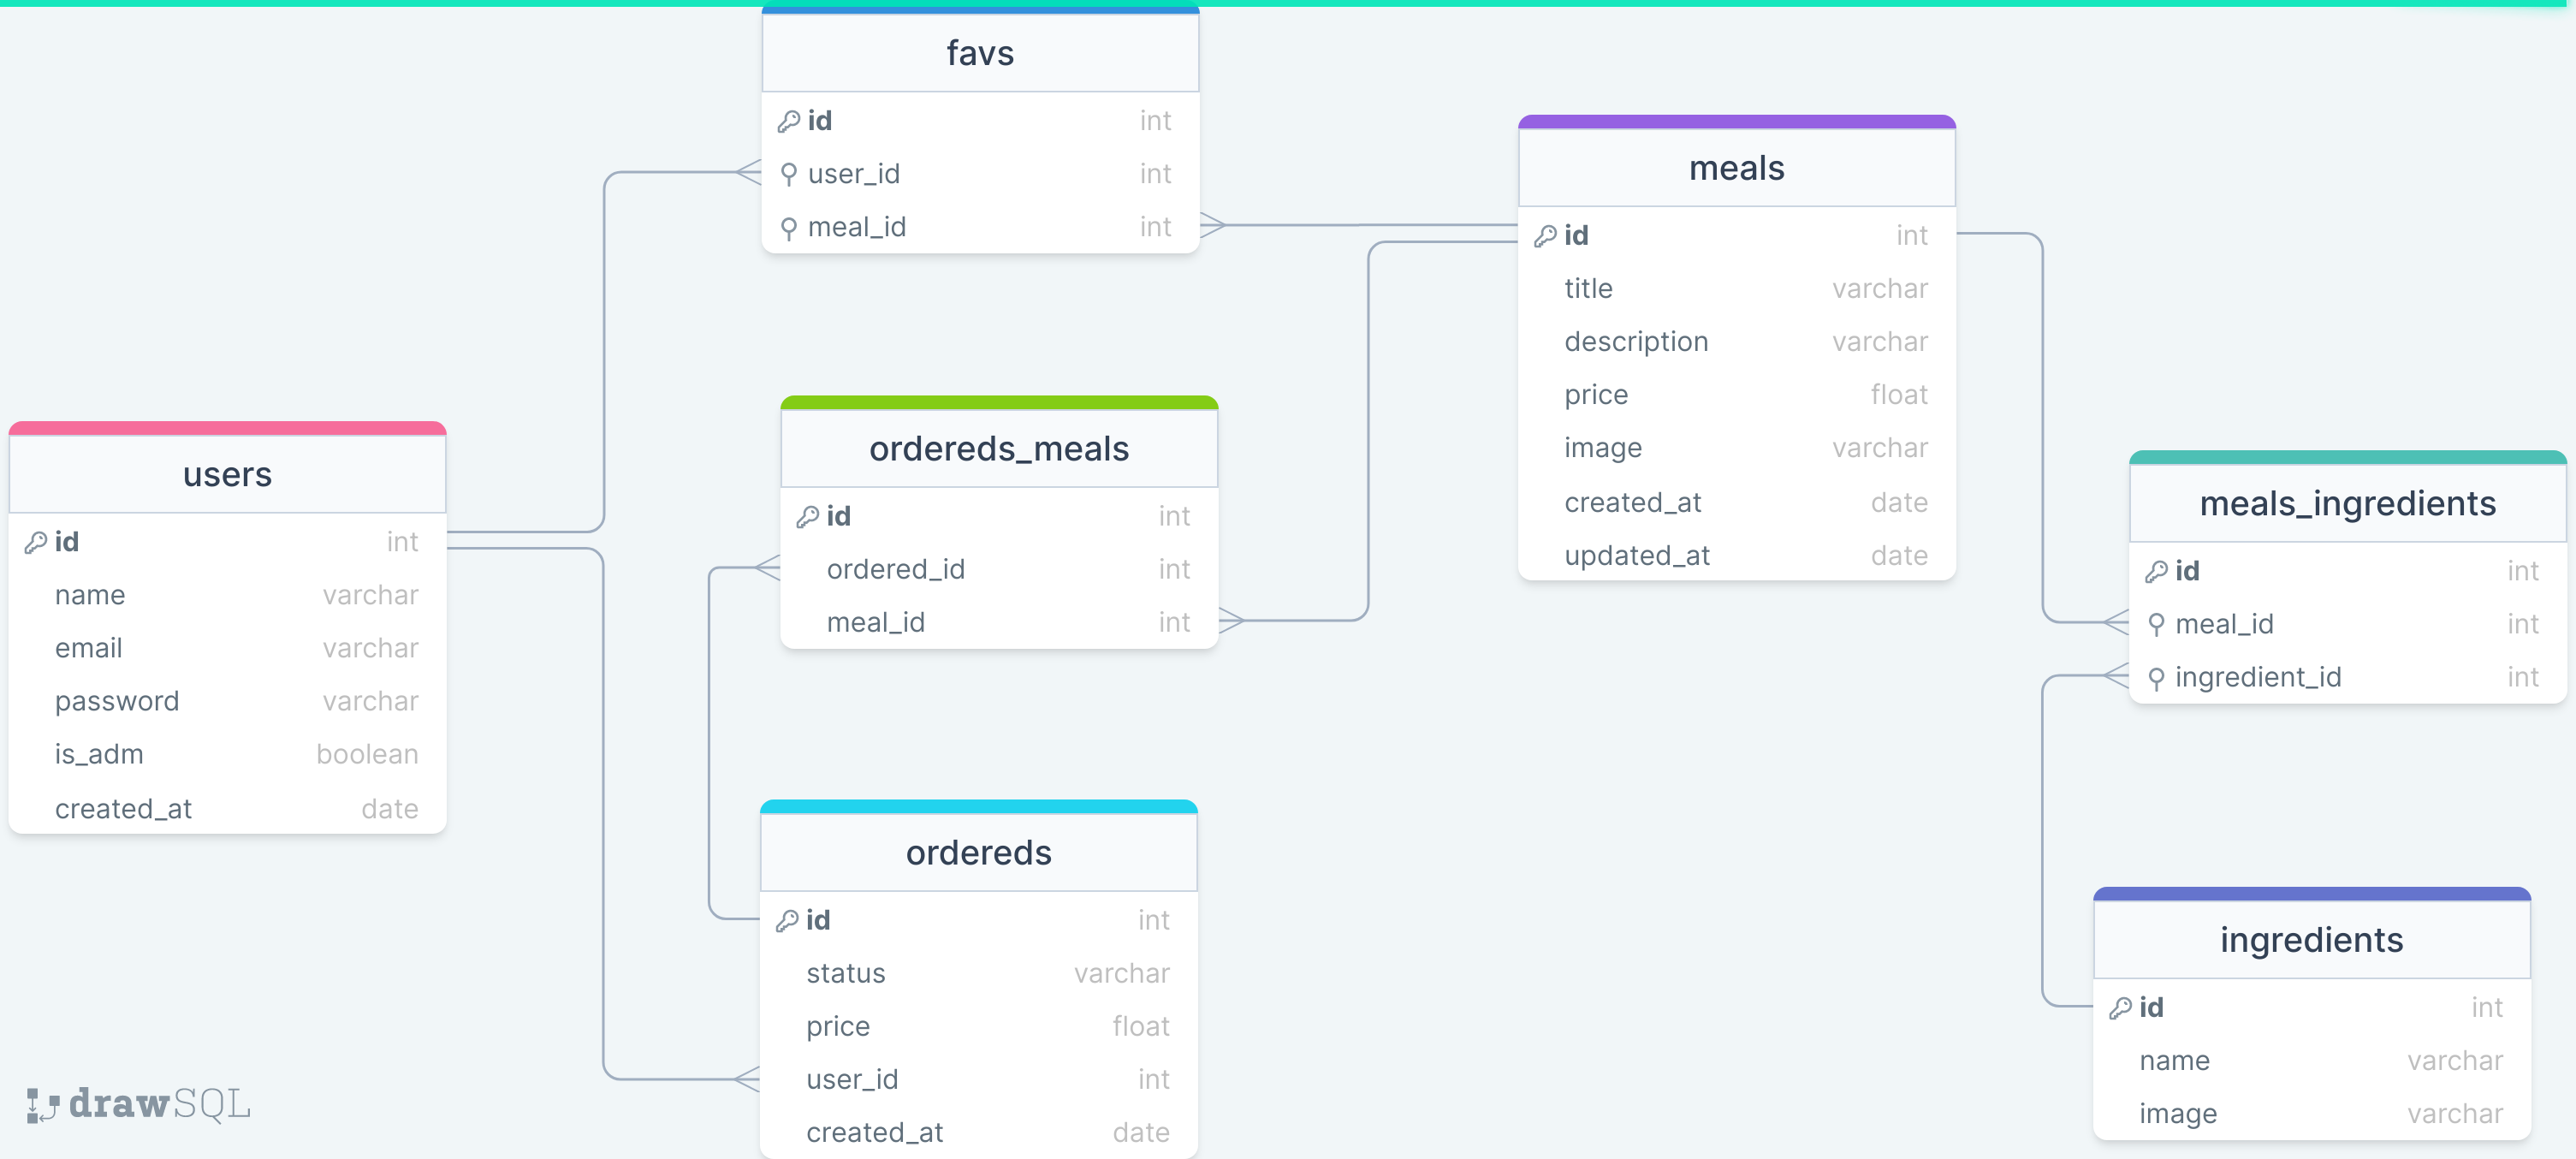 favs
id int
user_id int
meal_id int
meals
id int
title varchar
description varchar
price float
image varchar
created_at date
updated_at date
ordereds_meals
id int
ordered_id int
meal_id int
users
id int
name varchar
email varchar
password varchar
is_adm boolean
created_at date
meals_ingredients
id int
meal_id int
ingredient_id int
ordereds
id int
status varchar
price float
user_id int
created_at date
ingredients
id int
name varchar
image varchar
drawSQL